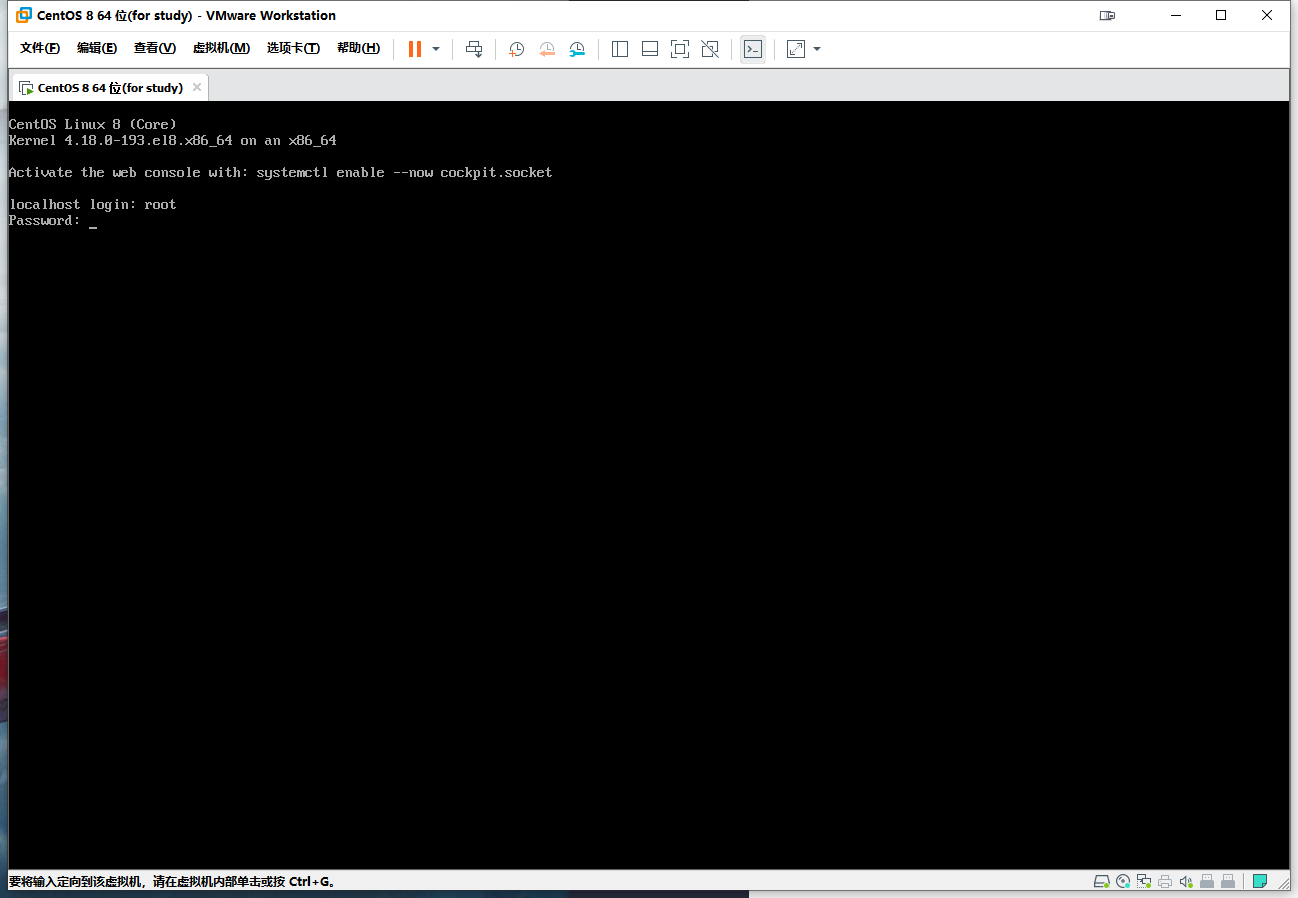 CentOS 8 64 位(for study) - VMware Workstation
文件(F) 编辑(E) 查看(V) 虚拟机(M) 选项卡(T) 帮助(H)
CentOS 8 64 位(for study)
CentOS Linux 8 (Core)
Kernel 4.18.0-193.el8.x86_64 on an x86_64
Activate the web console with: systemctl enable --now cockpit.socket
localhost login: root
Password: _
要将输入定向到该虚拟机，请在虚拟机内部单击或按 Ctrl+G。